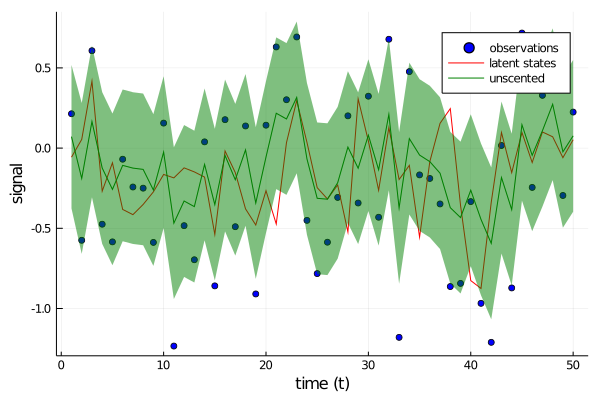 observations
latent states
unscented
0.5
0.0
-0.5
-1.0
signal
0 10 20 30 40 50
time (t)